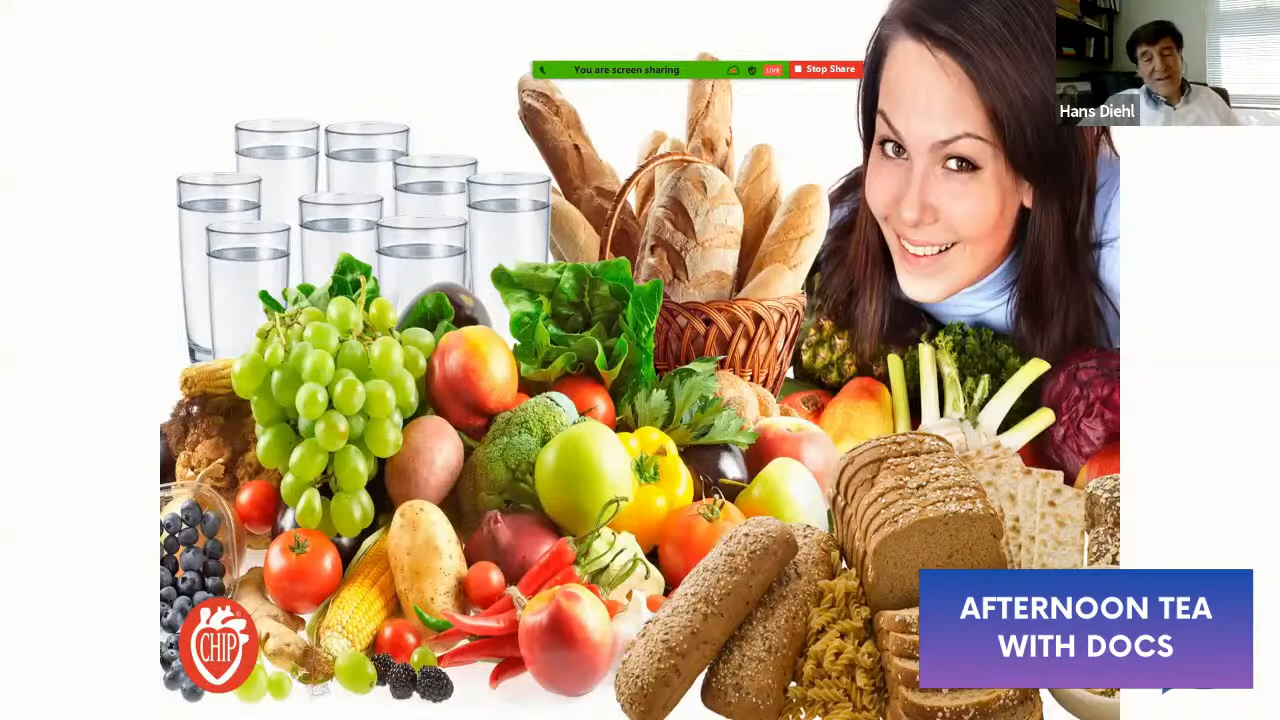 You are screen sharing
LIVE
Stop Share
Hans Diehl
CHIP
AFTERNOON TEA
WITH DOCS